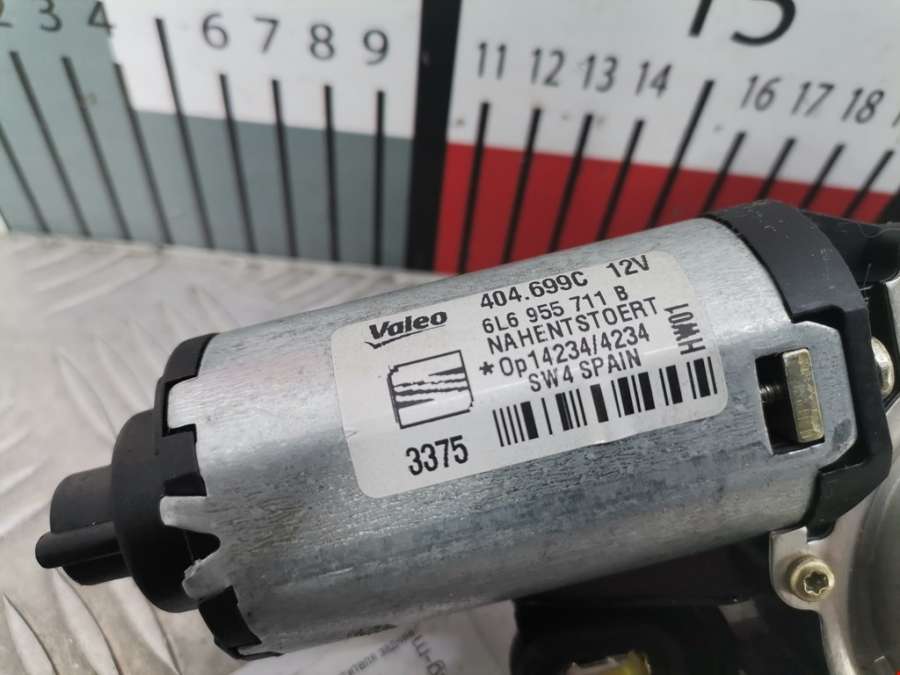 2 3 4 6 7 8 9 11 12 13 14 15 16 17 18
Valeo
404.699C 12V
6L6 955 711 B
NAHENTSTOERT
*0p14234/4234
SW4 SPAIN
HW01
3375